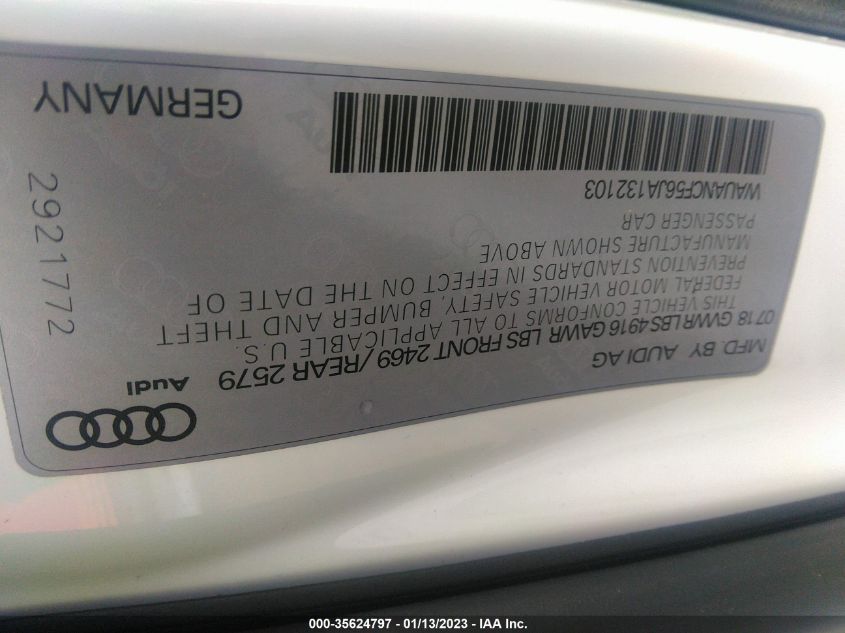 Audi
MFD. BY AUDI AG
0718 GVWR LBS 4916 GAWR LBS FRONT 2469 / REAR 2579
THIS VEHICLE CONFORMS TO ALL APPLICABLE U.S.
FEDERAL MOTOR VEHICLE SAFETY, BUMPER AND THEFT
PREVENTION STANDARDS IN EFFECT ON THE DATE OF
MANUFACTURE SHOWN ABOVE
PASSENGER CAR
WAUANCF56JA132103
GERMANY
2921772
000-35624797 - 01/13/2023 - IAA Inc.